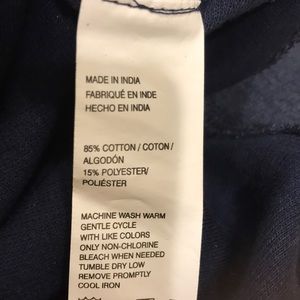 MADE IN INDIA
FABRIQUÉ EN INDE
HECHO EN INDIA
85% COTTON / COTON /
ALGODÓN
15% POLYESTER/
POLIÉSTER
MACHINE WASH WARM
GENTLE CYCLE
WITH LIKE COLORS
ONLY NON-CHLORINE
BLEACH WHEN NEEDED
TUMBLE DRY LOW
REMOVE PROMPTLY
COOL IRON